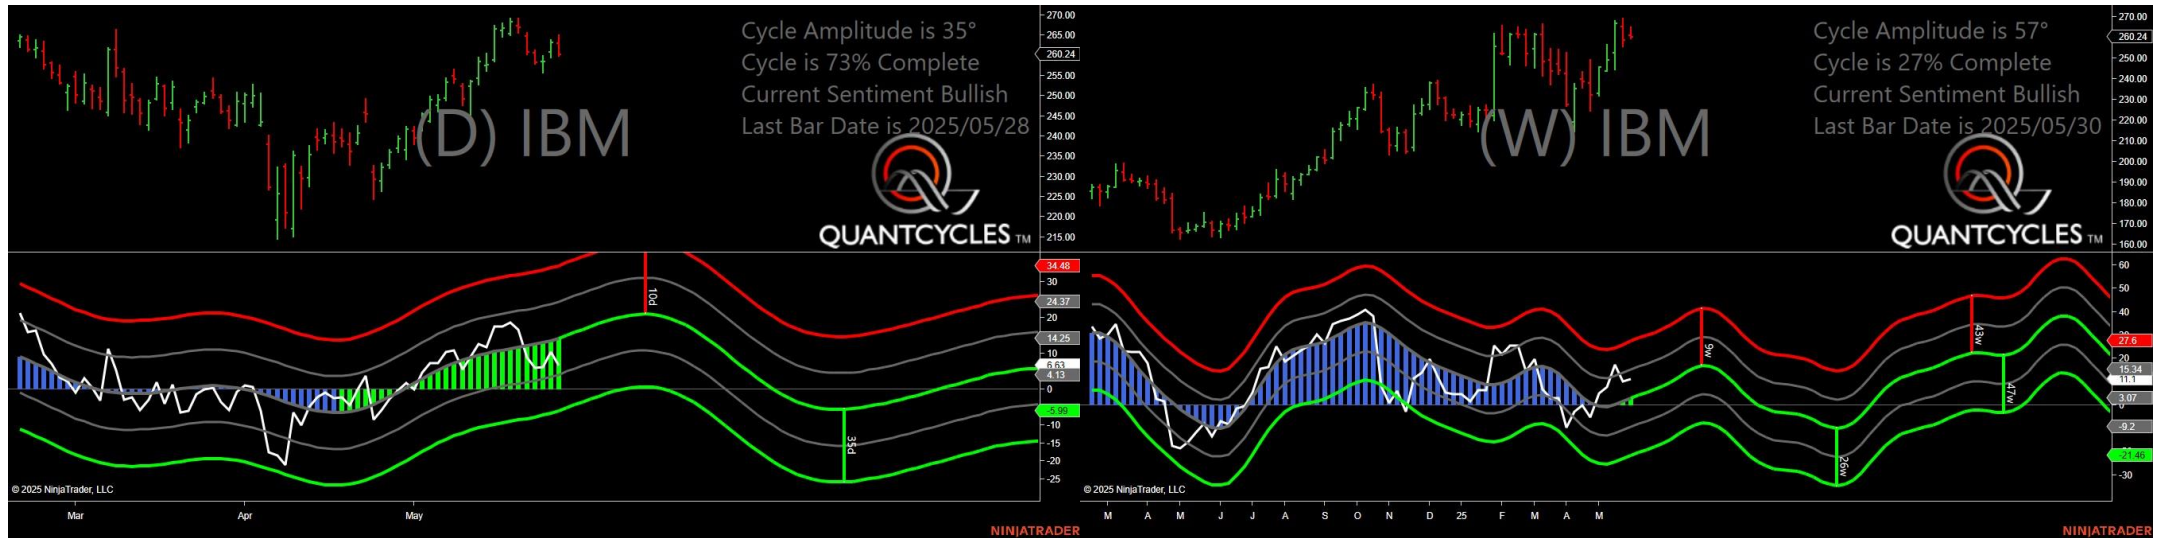 Cycle Amplitude is 35°
Cycle is 73% Complete
Current Sentiment Bullish
Last Bar Date is 2025/05/28
(D) IBM
QUANTCYCLES TM
270.00
265.00
260.24
255.00
250.00
245.00
240.00
235.00
230.00
225.00
220.00
215.00
34.48
30
24.37
20
14.25
10
6.63
4.13
0
-5.99
-10
-15
-20
-25
10d
35d
© 2025 NinjaTrader, LLC
Mar Apr May
NINJATRADER
Cycle Amplitude is 57°
Cycle is 27% Complete
Current Sentiment Bullish
Last Bar Date is 2025/05/30
(W) IBM
QUANTCYCLES TM
270.00
260.24
250.00
240.00
230.00
220.00
210.00
200.00
190.00
180.00
170.00
160.00
60
50
40
27.6
20
15.34
11.1
3.07
0
-9.2
-21.46
-30
9w
26w
43w
47w
© 2025 NinjaTrader, LLC
M A M J J A S O N D 25 F M A M
NINJATRADER